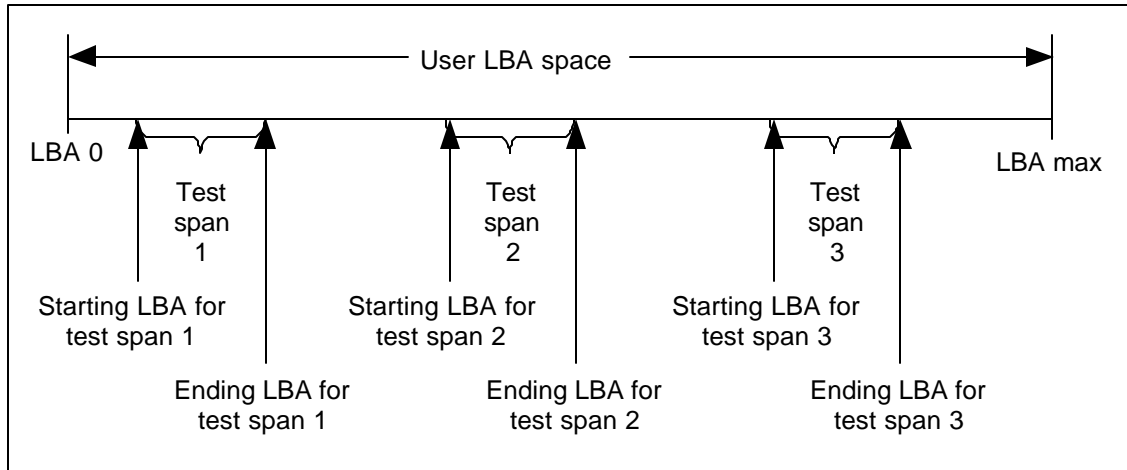 User LBA space
LBA 0
LBA max
Test
span
1
Test
span
2
Test
span
3
Starting LBA for
test span 1
Starting LBA for
test span 2
Starting LBA for
test span 3
Ending LBA for
test span 1
Ending LBA for
test span 2
Ending LBA for
test span 3